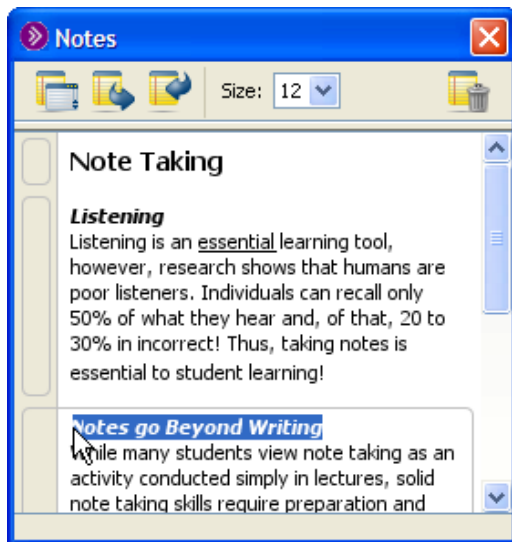 Notes
Size: 12
Note Taking
Listening
Listening is an essential learning tool,
however, research shows that humans are
poor listeners. Individuals can recall only
50% of what they hear and, of that, 20 to
30% in incorrect! Thus, taking notes is
essential to student learning!
Notes go Beyond Writing
While many students view note taking as an
activity conducted simply in lectures, solid
note taking skills require preparation and